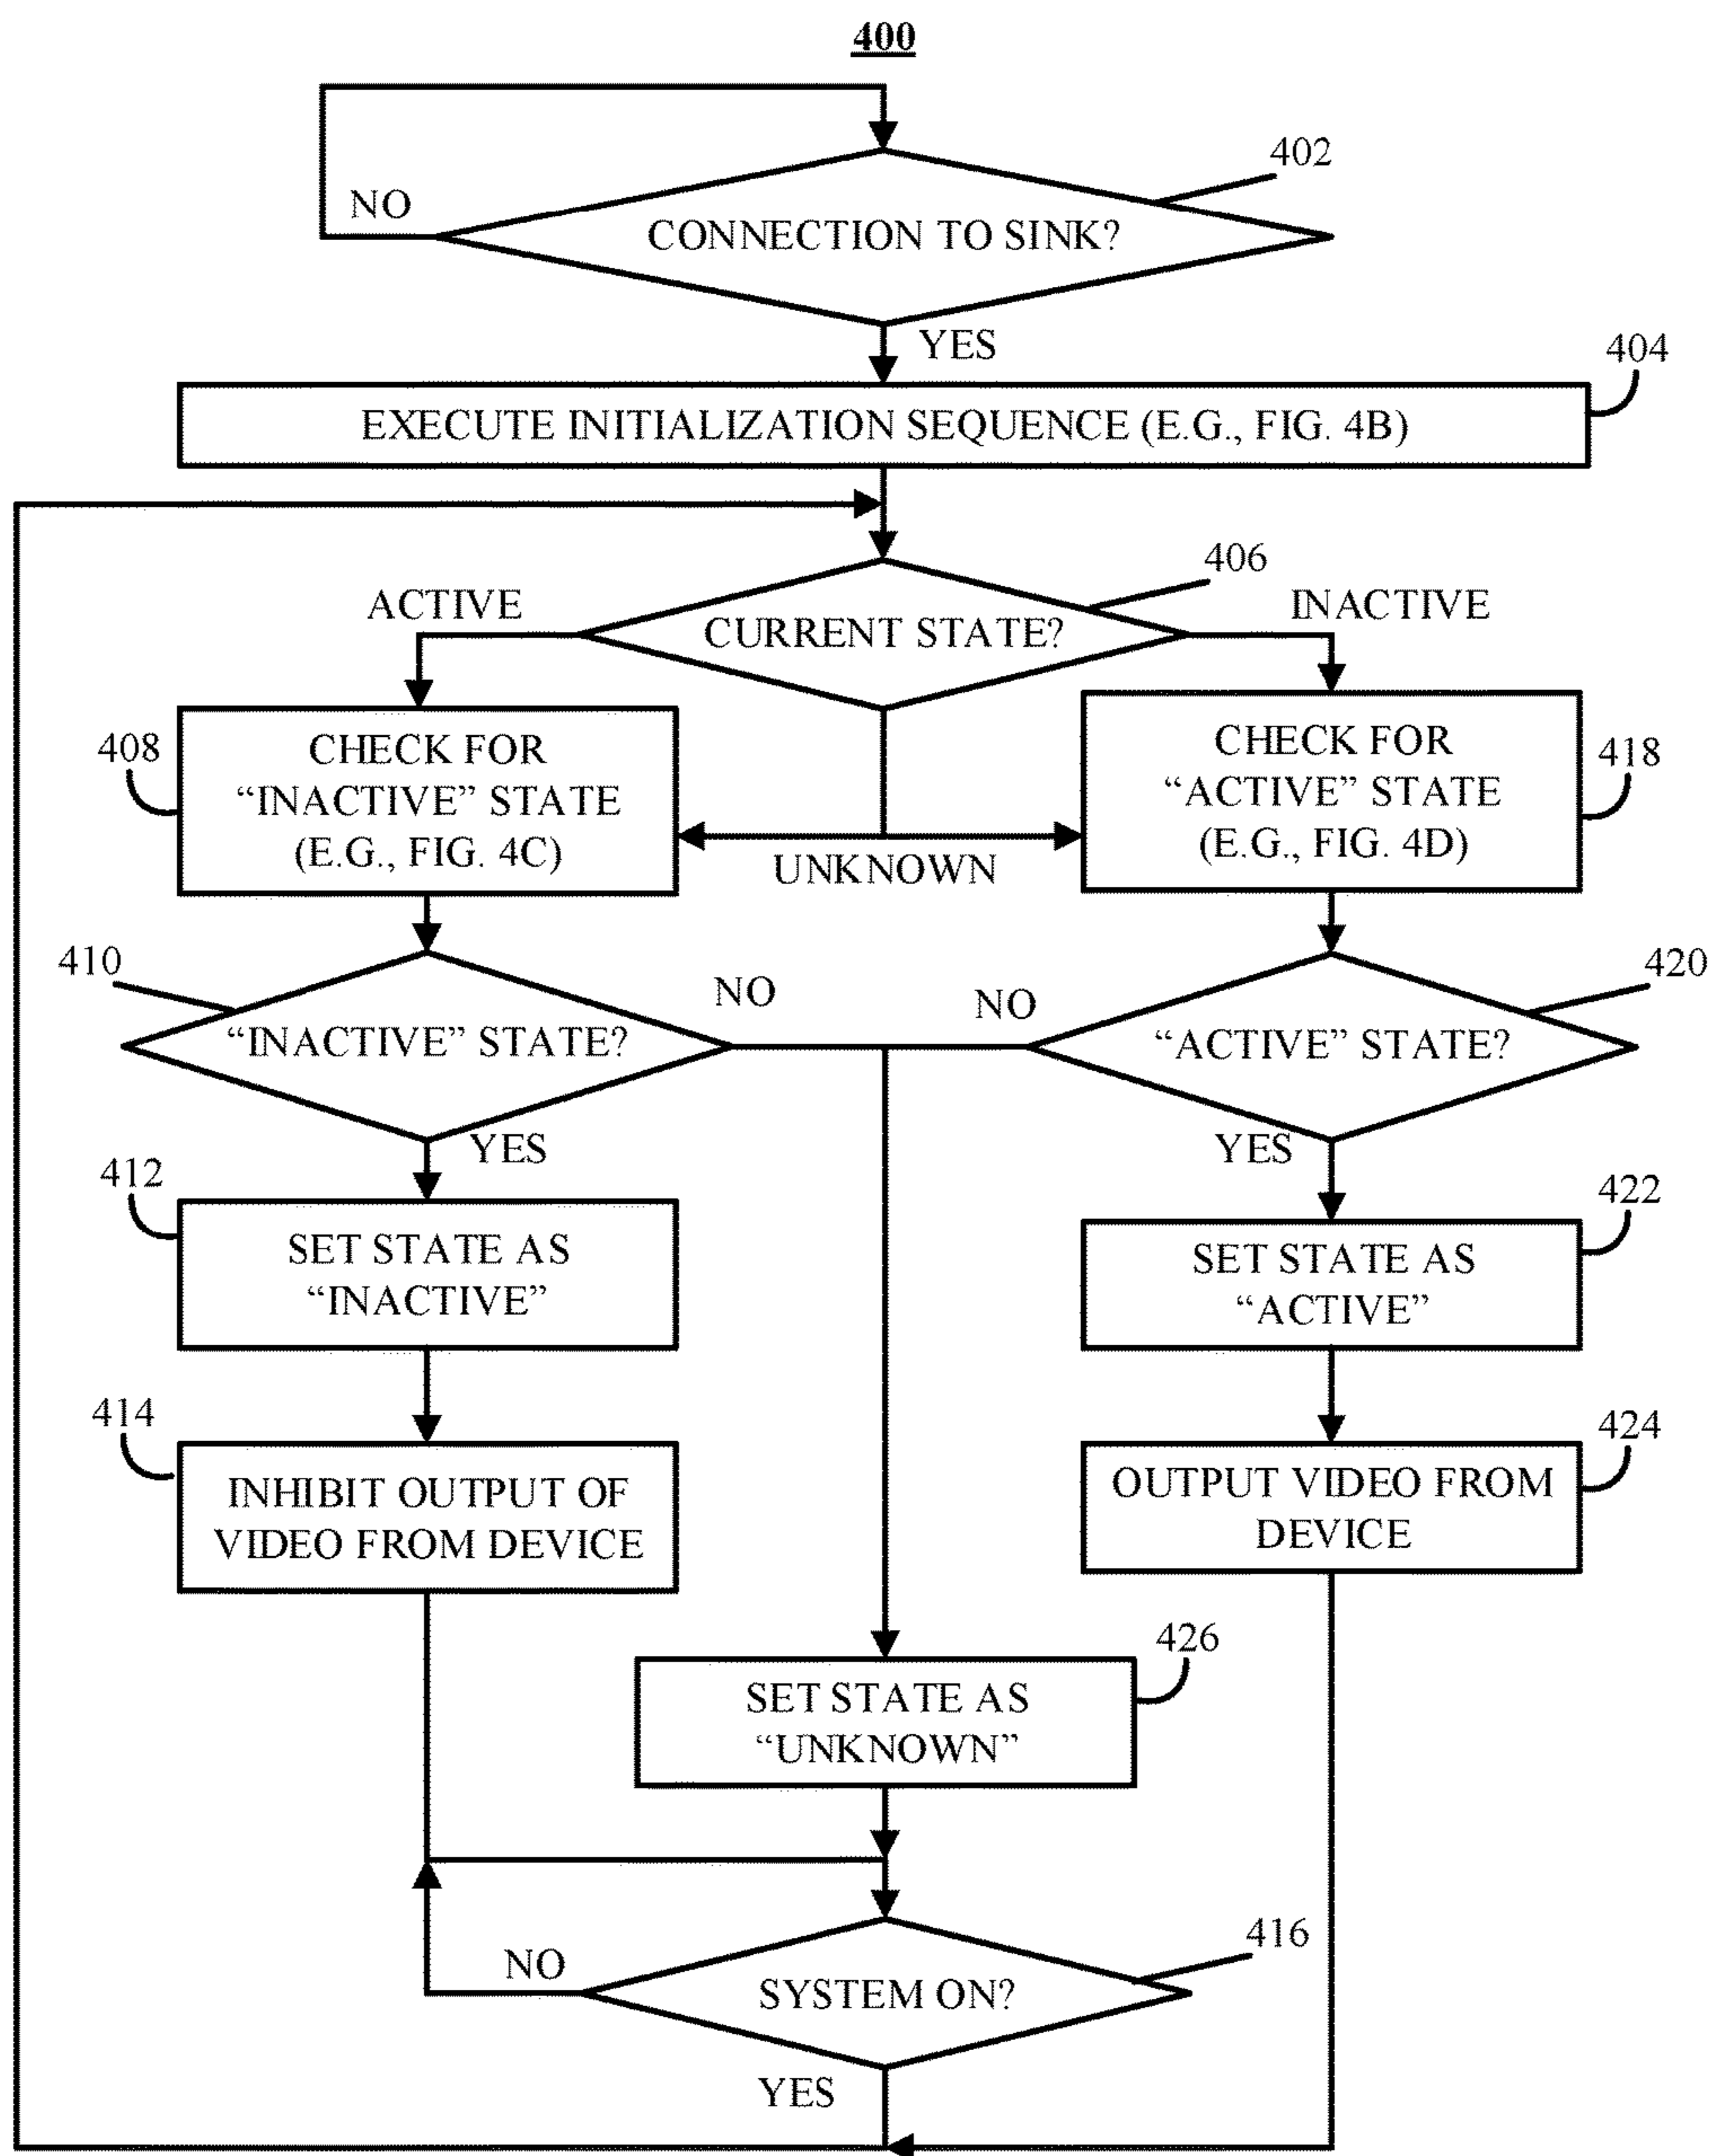 400
402
NO
CONNECTION TO SINK?
YES
404
EXECUTE INITIALIZATION SEQUENCE (E.G., FIG. 4B)
406
ACTIVE
INACTIVE
CURRENT STATE?
408
CHECK FOR
“INACTIVE” STATE
(E.G., FIG. 4C)
UNKNOWN
CHECK FOR
“ACTIVE” STATE
(E.G., FIG. 4D)
418
410
“INACTIVE” STATE?
NO
NO
“ACTIVE” STATE?
420
YES
YES
412
SET STATE AS
“INACTIVE”
SET STATE AS
“ACTIVE”
422
414
INHIBIT OUTPUT OF
VIDEO FROM DEVICE
OUTPUT VIDEO FROM
DEVICE
424
426
SET STATE AS
“UNKNOWN”
NO
SYSTEM ON?
416
YES